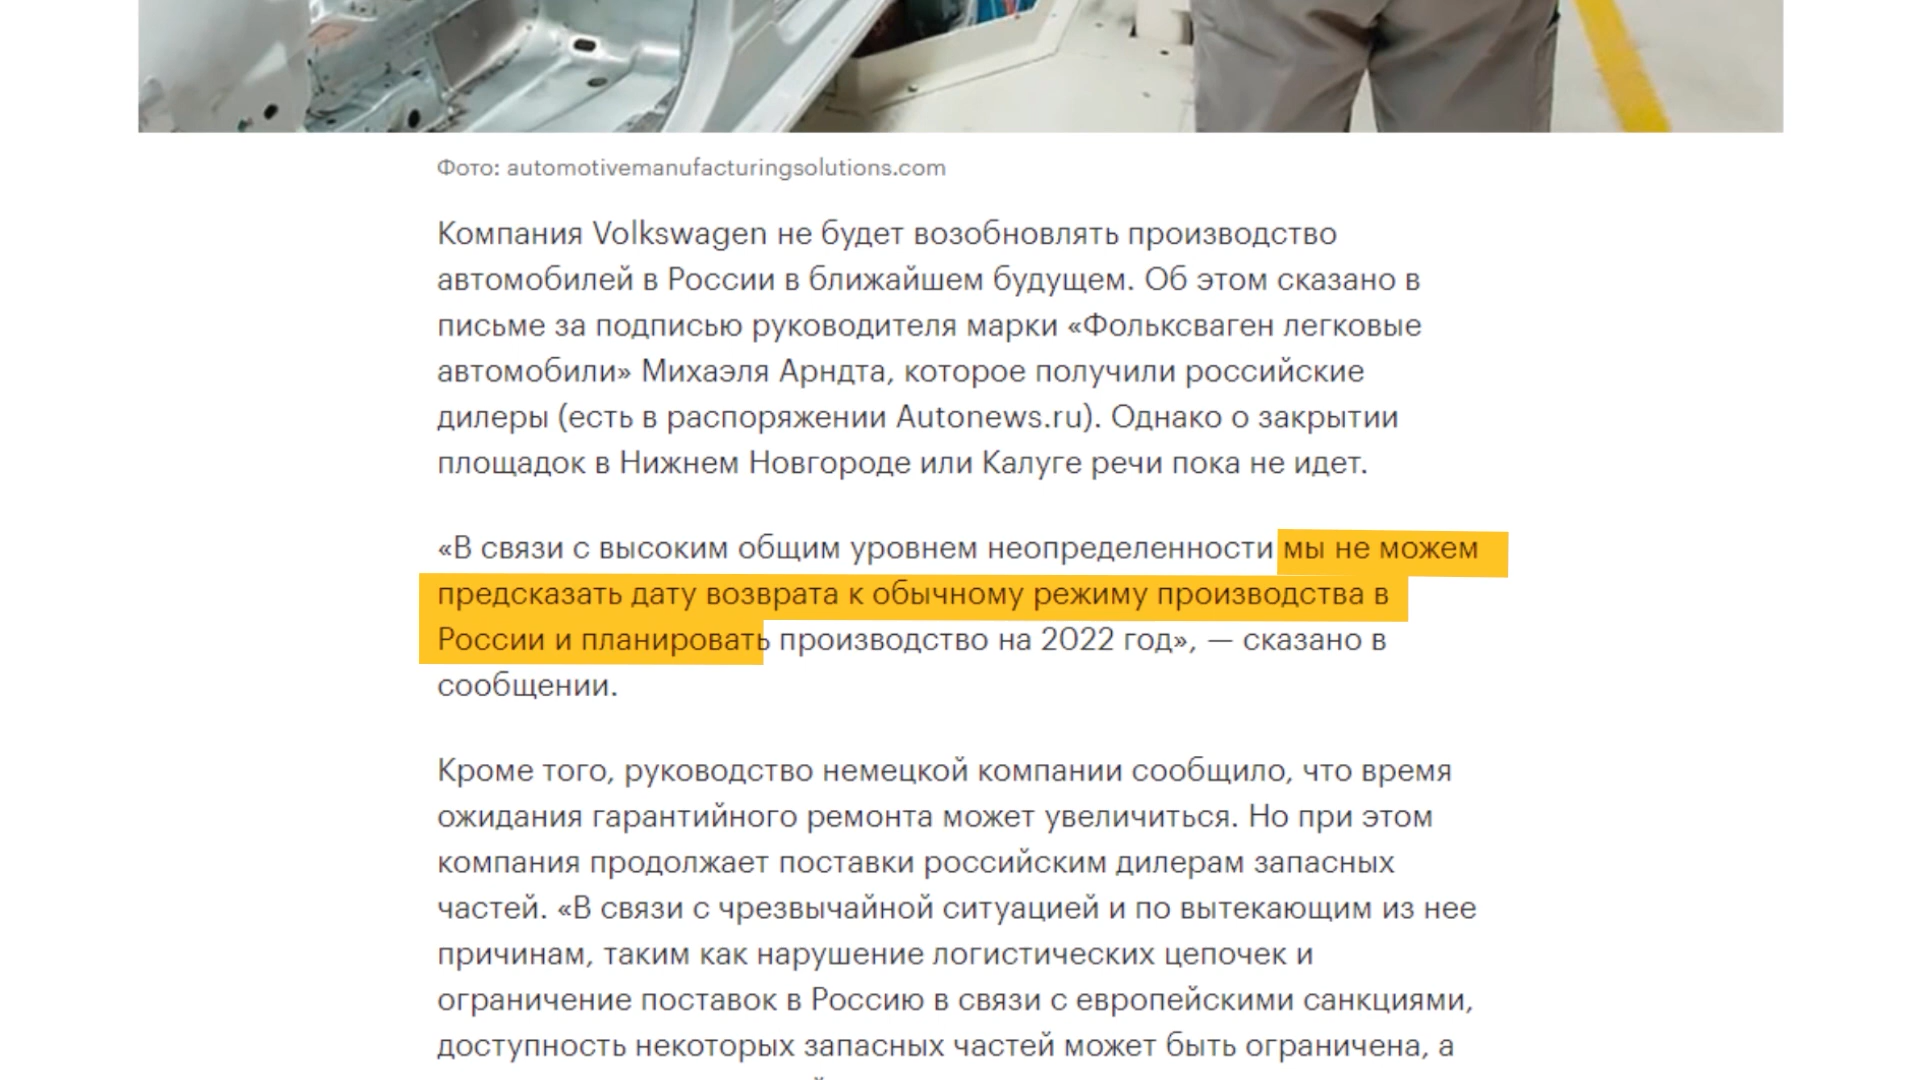 Фото: automotivemanufacturingsolutions.com
Компания Volkswagen не будет возобновлять производство
автомобилей в России в ближайшем будущем. Об этом сказано в
письме за подписью руководителя марки «Фольксваген легковые
автомобили» Михаэля Арндта, которое получили российские
дилеры (есть в распоряжении Autonews.ru). Однако о закрытии
площадок в Нижнем Новгороде или Калуге речи пока не идет.
«В связи с высоким общим уровнем неопределенности мы не можем
предсказать дату возврата к обычному режиму производства в
России и планировать производство на 2022 год», — сказано в
сообщении.
Кроме того, руководство немецкой компании сообщило, что время
ожидания гарантийного ремонта может увеличиться. Но при этом
компания продолжает поставки российским дилерам запасных
частей. «В связи с чрезвычайной ситуацией и по вытекающим из нее
причинам, таким как нарушение логистических цепочек и
ограничение поставок в Россию в связи с европейскими санкциями,
доступность некоторых запасных частей может быть ограничена, а